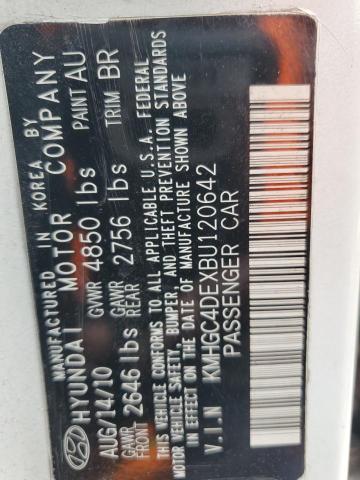 MANUFACTURED IN KOREA BY
HYUNDAI MOTOR COMPANY
AUG/14/10 GVWR 4850 lbs PAINT AU
GAWR FRONT 2646 lbs GAWR REAR 2756 lbs TRIM BR
THIS VEHICLE CONFORMS TO ALL APPLICABLE U.S.A. FEDERAL
MOTOR VEHICLE SAFETY, BUMPER, AND THEFT PREVENTION STANDARDS
IN EFFECT ON THE DATE OF MANUFACTURE SHOWN ABOVE
V.I.N KMHGC4DEXBU120642
PASSENGER CAR